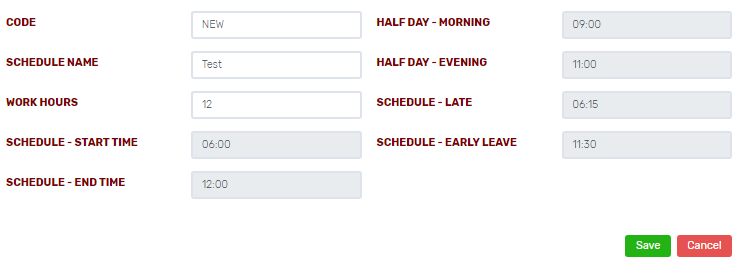 CODE NEW HALF DAY - MORNING 09:00
SCHEDULE NAME Test HALF DAY - EVENING 11:00
WORK HOURS 12 SCHEDULE - LATE 06:15
SCHEDULE - START TIME 06:00 SCHEDULE - EARLY LEAVE 11:30
SCHEDULE - END TIME 12:00
Save Cancel